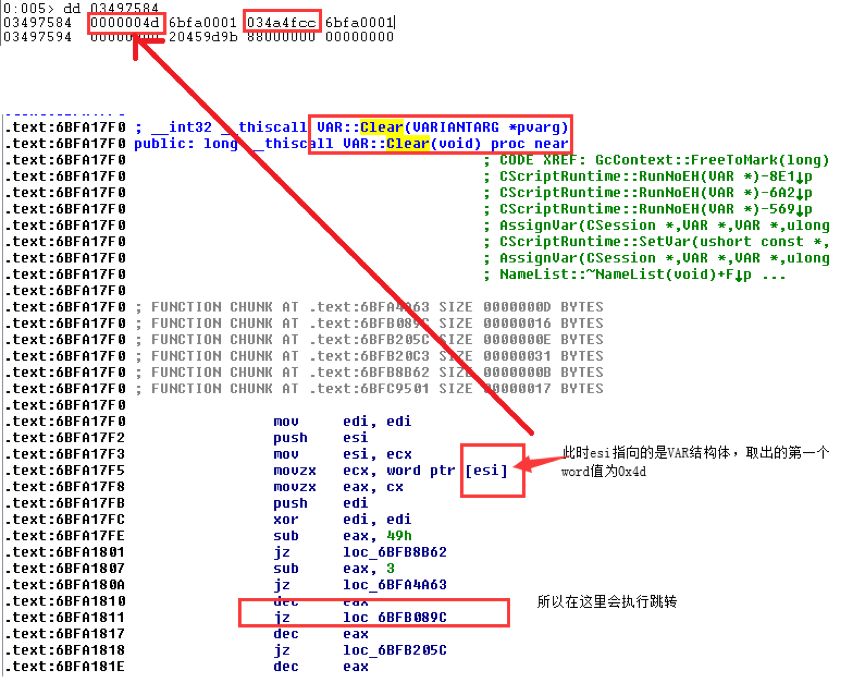 0:005> dd 03497584
03497584 0000004d 6bfa0001 034a4fcc 6bfa0001
03497594 20459d9b 88000000 00000000
.text:6BFA17F0 ; __int32 __thiscall VAR::Clear(VARIANTARG *pvarg)
.text:6BFA17F0 public: long __thiscall VAR::Clear(void) proc near
.text:6BFA17F0 ; CODE XREF: GcContext::FreeToMark(long)
.text:6BFA17F0 ; CScriptRuntime::RunNoEH(VAR *)-8E1↓p
.text:6BFA17F0 ; CScriptRuntime::RunNoEH(VAR *)-6A2↓p
.text:6BFA17F0 ; CScriptRuntime::RunNoEH(VAR *)-569↓p
.text:6BFA17F0 ; AssignVar(CSession *,VAR *,VAR *,ulong
.text:6BFA17F0 ; CScriptRuntime::SetVar(ushort const *,
.text:6BFA17F0 ; AssignVar(CSession *,VAR *,VAR *,ulong
.text:6BFA17F0 ; NameList::~NameList(void)+F↓p ...
.text:6BFA17F0
.text:6BFA17F0 ; FUNCTION CHUNK AT .text:6BFA4A63 SIZE 0000000D BYTES
.text:6BFA17F0 ; FUNCTION CHUNK AT .text:6BFB089C SIZE 00000016 BYTES
.text:6BFA17F0 ; FUNCTION CHUNK AT .text:6BFB205C SIZE 0000000E BYTES
.text:6BFA17F0 ; FUNCTION CHUNK AT .text:6BFB20C3 SIZE 00000031 BYTES
.text:6BFA17F0 ; FUNCTION CHUNK AT .text:6BFB8B62 SIZE 0000000B BYTES
.text:6BFA17F0 ; FUNCTION CHUNK AT .text:6BFC9501 SIZE 00000017 BYTES
.text:6BFA17F0
.text:6BFA17F0 mov edi, edi
.text:6BFA17F2 push esi
.text:6BFA17F3 mov esi, ecx
.text:6BFA17F5 movzx ecx, word ptr [esi]
.text:6BFA17F8 movzx eax, cx
.text:6BFA17FB push edi
.text:6BFA17FC xor edi, edi
.text:6BFA17FE sub eax, 49h
.text:6BFA1801 jz loc_6BFB8B62
.text:6BFA1807 sub eax, 3
.text:6BFA180A jz loc_6BFA4A63
.text:6BFA1810 dec eax
.text:6BFA1811 jz loc_6BFB089C
.text:6BFA1817 dec eax
.text:6BFA1818 jz loc_6BFB205C
.text:6BFA181E dec eax
此时esi指向的是VAR结构体，取出的第一个
word值为0x4d
所以在这里会执行跳转